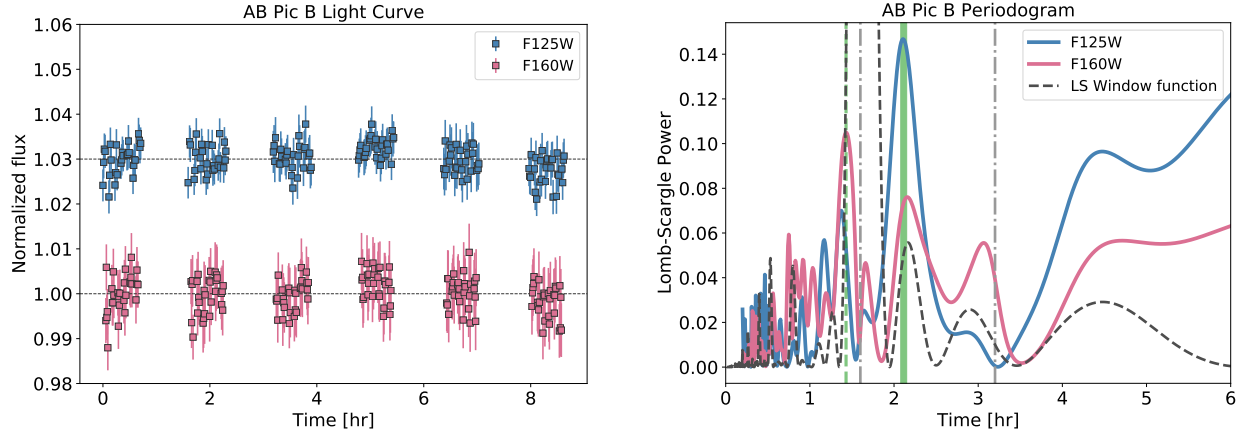 AB Pic B Light Curve
1.06
1.05
1.04
1.03
1.02
1.01
1.00
0.99
0.98
Normalized flux
F125W
F160W
0
2
4
6
8
Time [hr]
AB Pic B Periodogram
0.14
0.12
0.10
0.08
0.06
0.04
0.02
0.00
Lomb-Scargle Power
F125W
F160W
LS Window function
0
1
2
3
4
5
6
Time [hr]